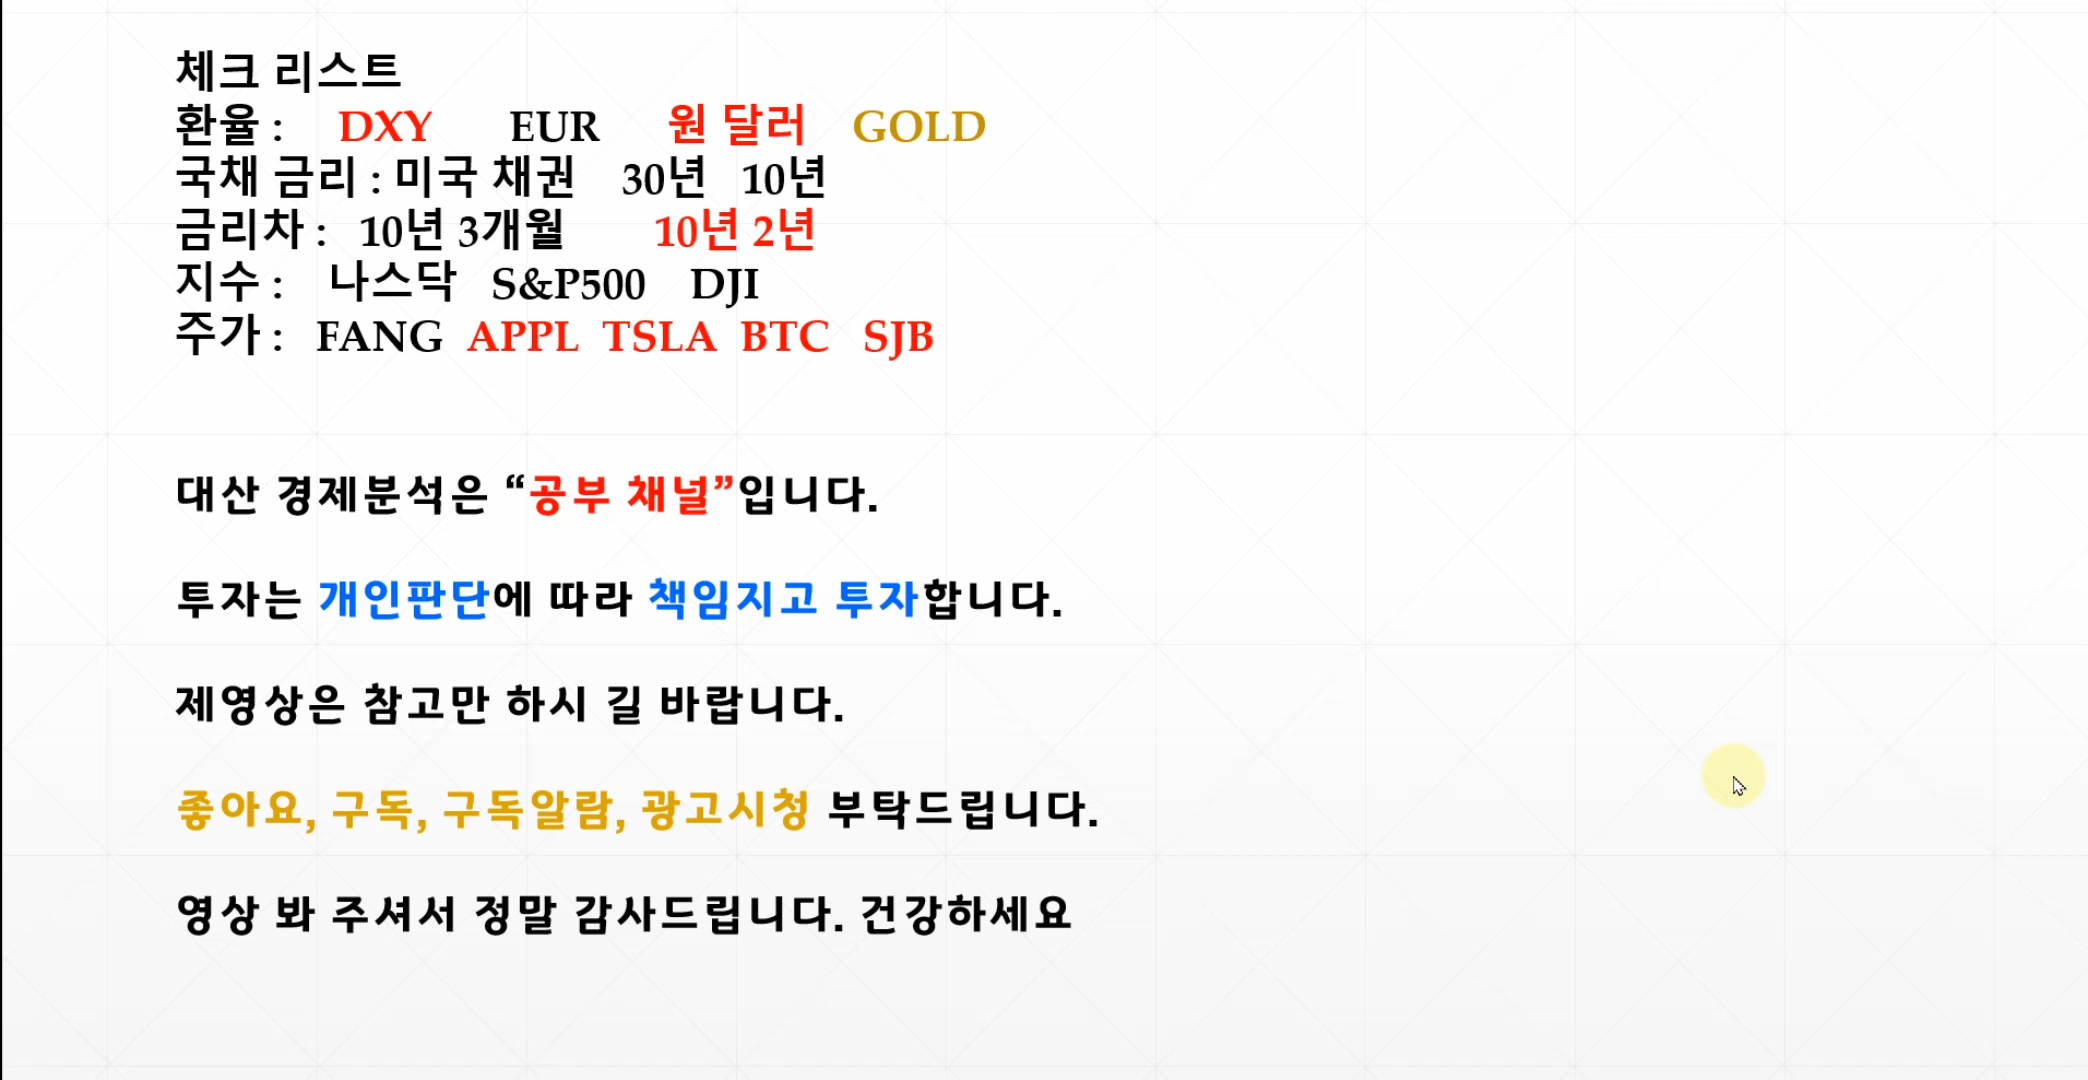 체크 리스트
환율 : DXY EUR 원 달러 GOLD
국채 금리 : 미국 채권 30년 10년
금리차 : 10년 3개월 10년 2년
지수 : 나스닥 S&P500 DJI
주가 : FANG APPL TSLA BTC SJB
대산 경제분석은 “공부 채널”입니다.
투자는 개인판단에 따라 책임지고 투자합니다.
제영상은 참고만 하시 길 바랍니다.
좋아요, 구독, 구독알람, 광고시청 부탁드립니다.
영상 봐 주셔서 정말 감사드립니다. 건강하세요